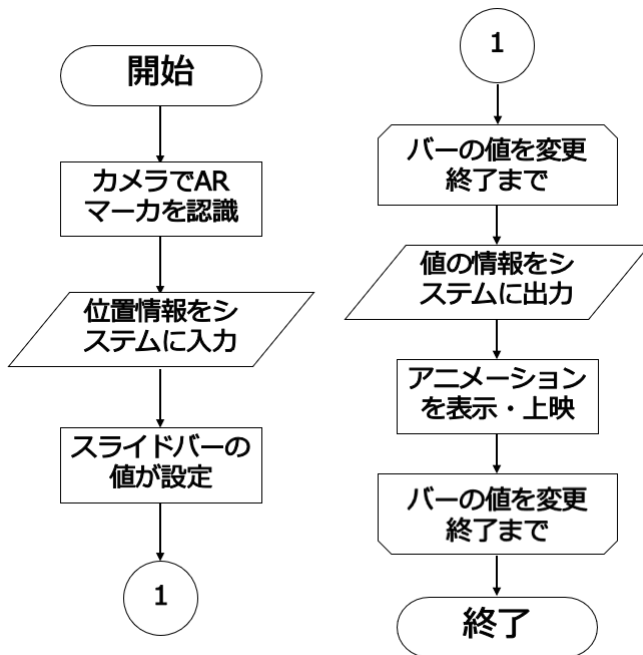 開始
カメラでAR
マーカを認識
位置情報をシ
ステムに入力
スライドバーの
値が設定
1
1
バーの値を変更
終了まで
値の情報をシ
ステムに出力
アニメーション
を表示・上映
バーの値を変更
終了まで
終了